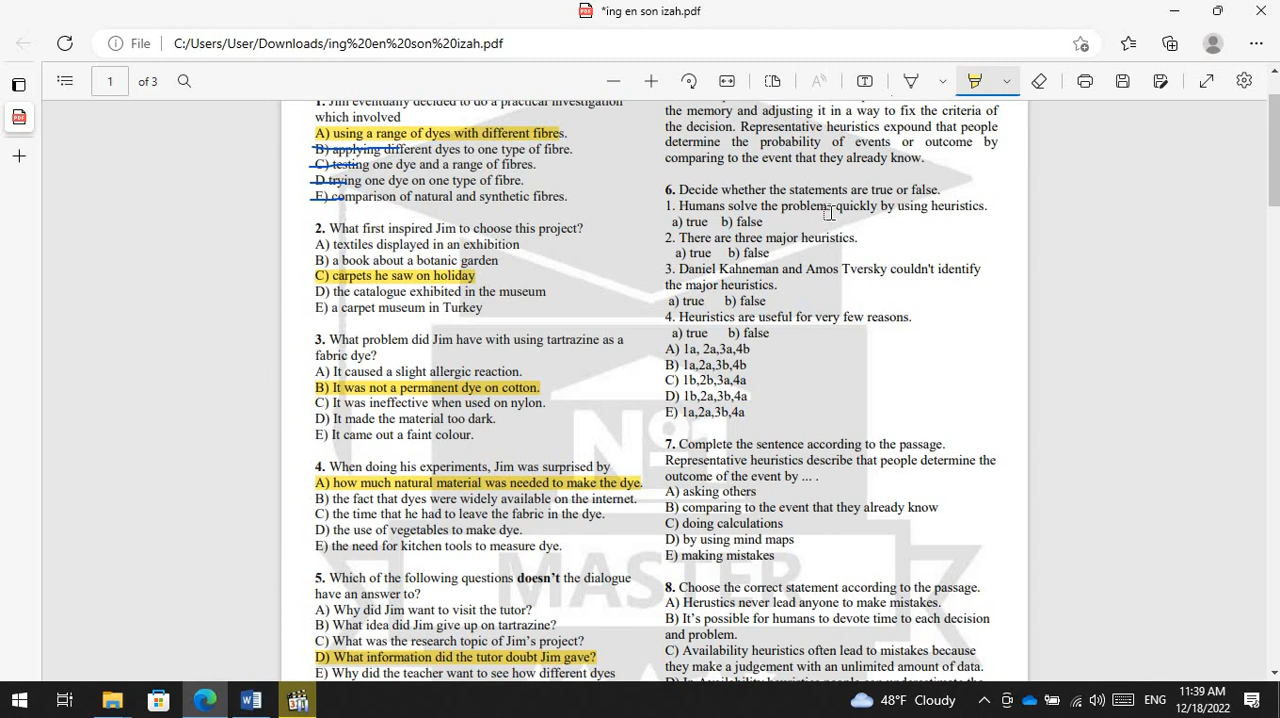 *ing en son izah.pdf
File
C:/Users/User/Downloads/ing%20en%20son%20izah.pdf
1
of 3
1. Jim eventually decided to do a practical investigation
which involved
A) using a range of dyes with different fibres.
B) applying different dyes to one type of fibre.
C) testing one dye and a range of fibres.
D trying one dye on one type of fibre.
E) comparison of natural and synthetic fibres.
2. What first inspired Jim to choose this project?
A) textiles displayed in an exhibition
B) a book about a botanic garden
C) carpets he saw on holiday
D) the catalogue exhibited in the museum
E) a carpet museum in Turkey
3. What problem did Jim have with using tartrazine as a
fabric dye?
A) It caused a slight allergic reaction.
B) It was not a permanent dye on cotton.
C) It was ineffective when used on nylon.
D) It made the material too dark.
E) It came out a faint colour.
4. When doing his experiments, Jim was surprised by
A) how much natural material was needed to make the dye.
B) the fact that dyes were widely available on the internet.
C) the time that he had to leave the fabric in the dye.
D) the use of vegetables to make dye.
E) the need for kitchen tools to measure dye.
5. Which of the following questions doesn't the dialogue
have an answer to?
A) Why did Jim want to visit the tutor?
B) What idea did Jim give up on tartrazine?
C) What was the research topic of Jim's project?
D) What information did the tutor doubt Jim gave?
E) Why did the teacher want to see how different dyes
the memory and adjusting it in a way to fix the criteria of
the decision. Representative heuristics expound that people
determine the probability of events or outcome by
comparing to the event that they already know.
6. Decide whether the statements are true or false.
1. Humans solve the problems quickly by using heuristics.
a) true b) false
2. There are three major heuristics.
a) true b) false
3. Daniel Kahneman and Amos Tversky couldn't identify
the major heuristics.
a) true b) false
4. Heuristics are useful for very few reasons.
a) true b) false
A) 1a, 2a,3a,4b
B) 1a,2a,3b,4b
C) 1b,2b,3a,4a
D) 1b,2a,3b,4a
E) 1a,2a,3b,4a
7. Complete the sentence according to the passage.
Representative heuristics describe that people determine the
outcome of the event by ... .
A) asking others
B) comparing to the event that they already know
C) doing calculations
D) by using mind maps
E) making mistakes
8. Choose the correct statement according to the passage.
A) Herustics never lead anyone to make mistakes.
B) It's possible for humans to devote time to each decision
and problem.
C) Availability heuristics often lead to mistakes because
they make a judgement with an unlimited amount of data.
D) In Availability heuristics people can underestimate the
Nº1
MASTER
48°F Cloudy
ENG
11:39 AM
12/18/2022